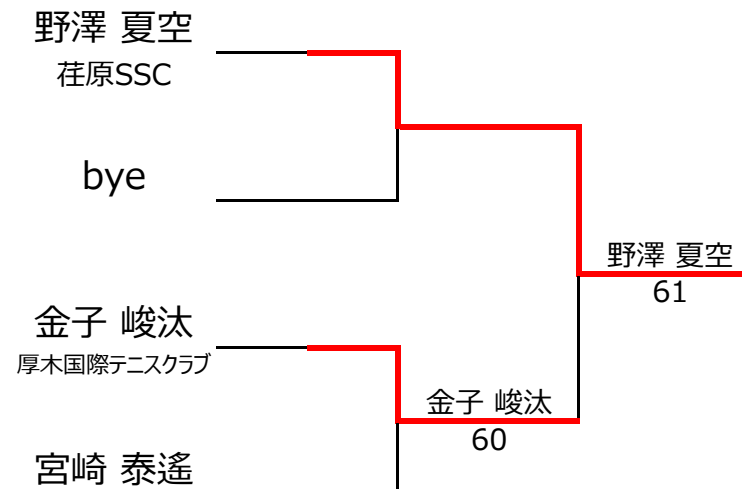 野澤 夏空
荏原SSC
bye
野澤 夏空
61
金子 峻汰
厚木国際テニスクラブ
金子 峻汰
60
宮崎 泰遙